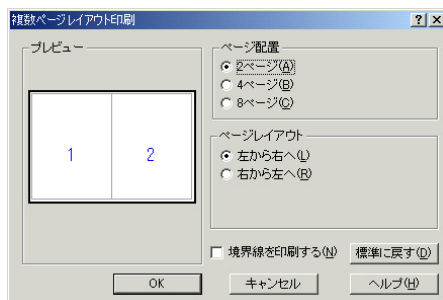 複数ページレイアウト印刷
プレビュー
1 2
ページ配置
2ページ(A)
4ページ(B)
8ページ(C)
ページレイアウト
左から右へ(L)
右から左へ(R)
境界線を印刷する(N) 標準に戻す(D)
OK キャンセル ヘルプ(H)